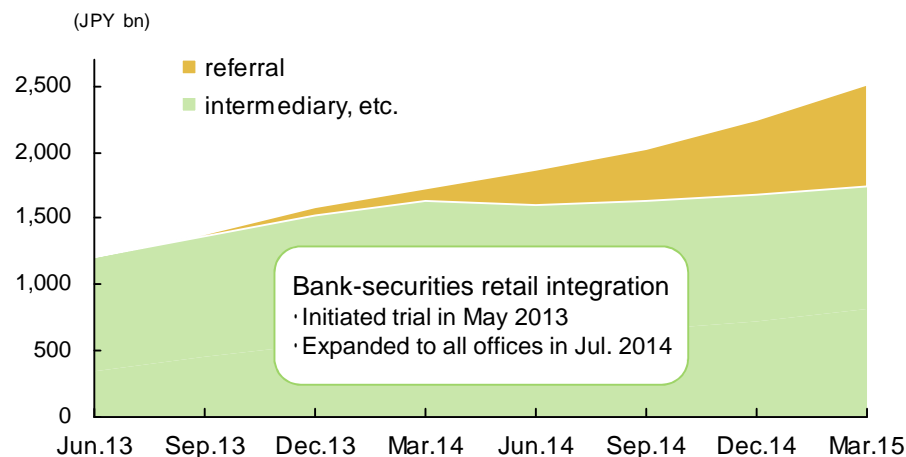 (JPY bn)
2,500
2,000
1,500
1,000
500
0
referral
intermediary, etc.
Bank-securities retail integration
･Initiated trial in May 2013
･Expanded to all offices in Jul. 2014
Jun.13 Sep.13 Dec.13 Mar.14 Jun.14 Sep.14 Dec.14 Mar.15